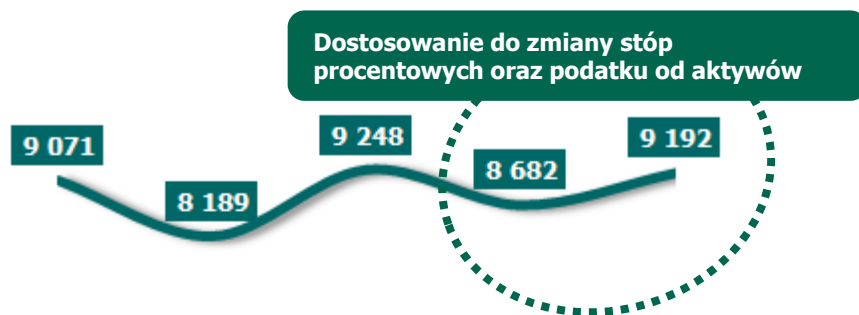 Dostosowanie do zmiany stóp
procentowych oraz podatku od aktywów
9 071
8 189
9 248
8 682
9 192